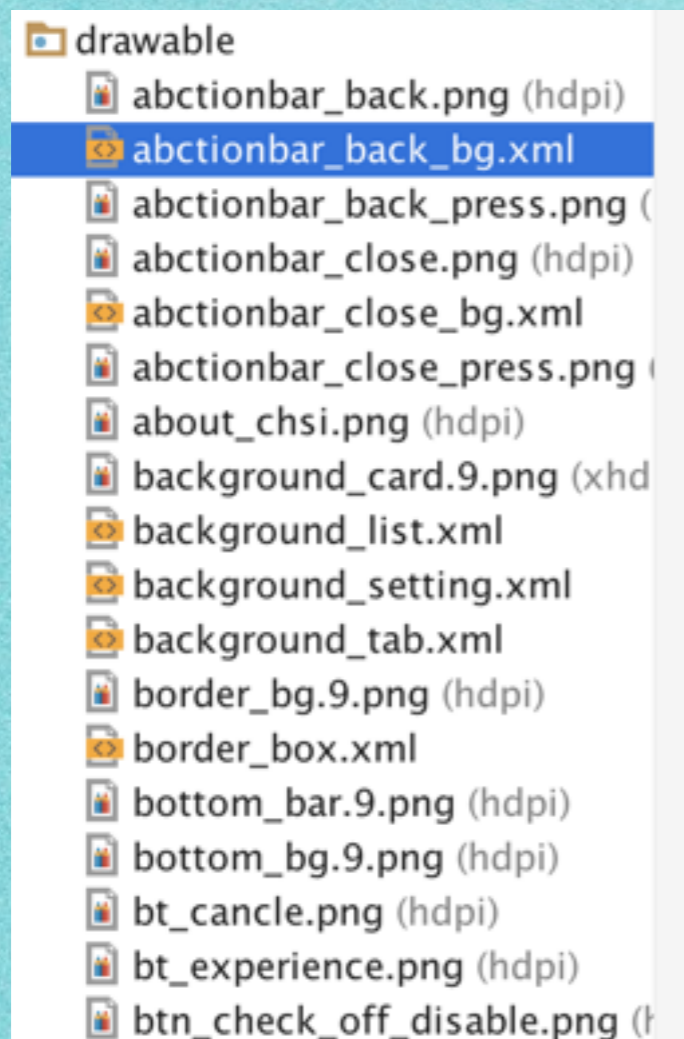 drawable
abctionbar_back.png (hdpi)
abctionbar_back_bg.xml
abctionbar_back_press.png (
abctionbar_close.png (hdpi)
abctionbar_close_bg.xml
abctionbar_close_press.png
about_chsi.png (hdpi)
background_card.9.png (xhd
background_list.xml
background_setting.xml
background_tab.xml
border_bg.9.png (hdpi)
border_box.xml
bottom_bar.9.png (hdpi)
bottom_bg.9.png (hdpi)
bt_cancle.png (hdpi)
bt_experience.png (hdpi)
btn_check_off_disable.png (h